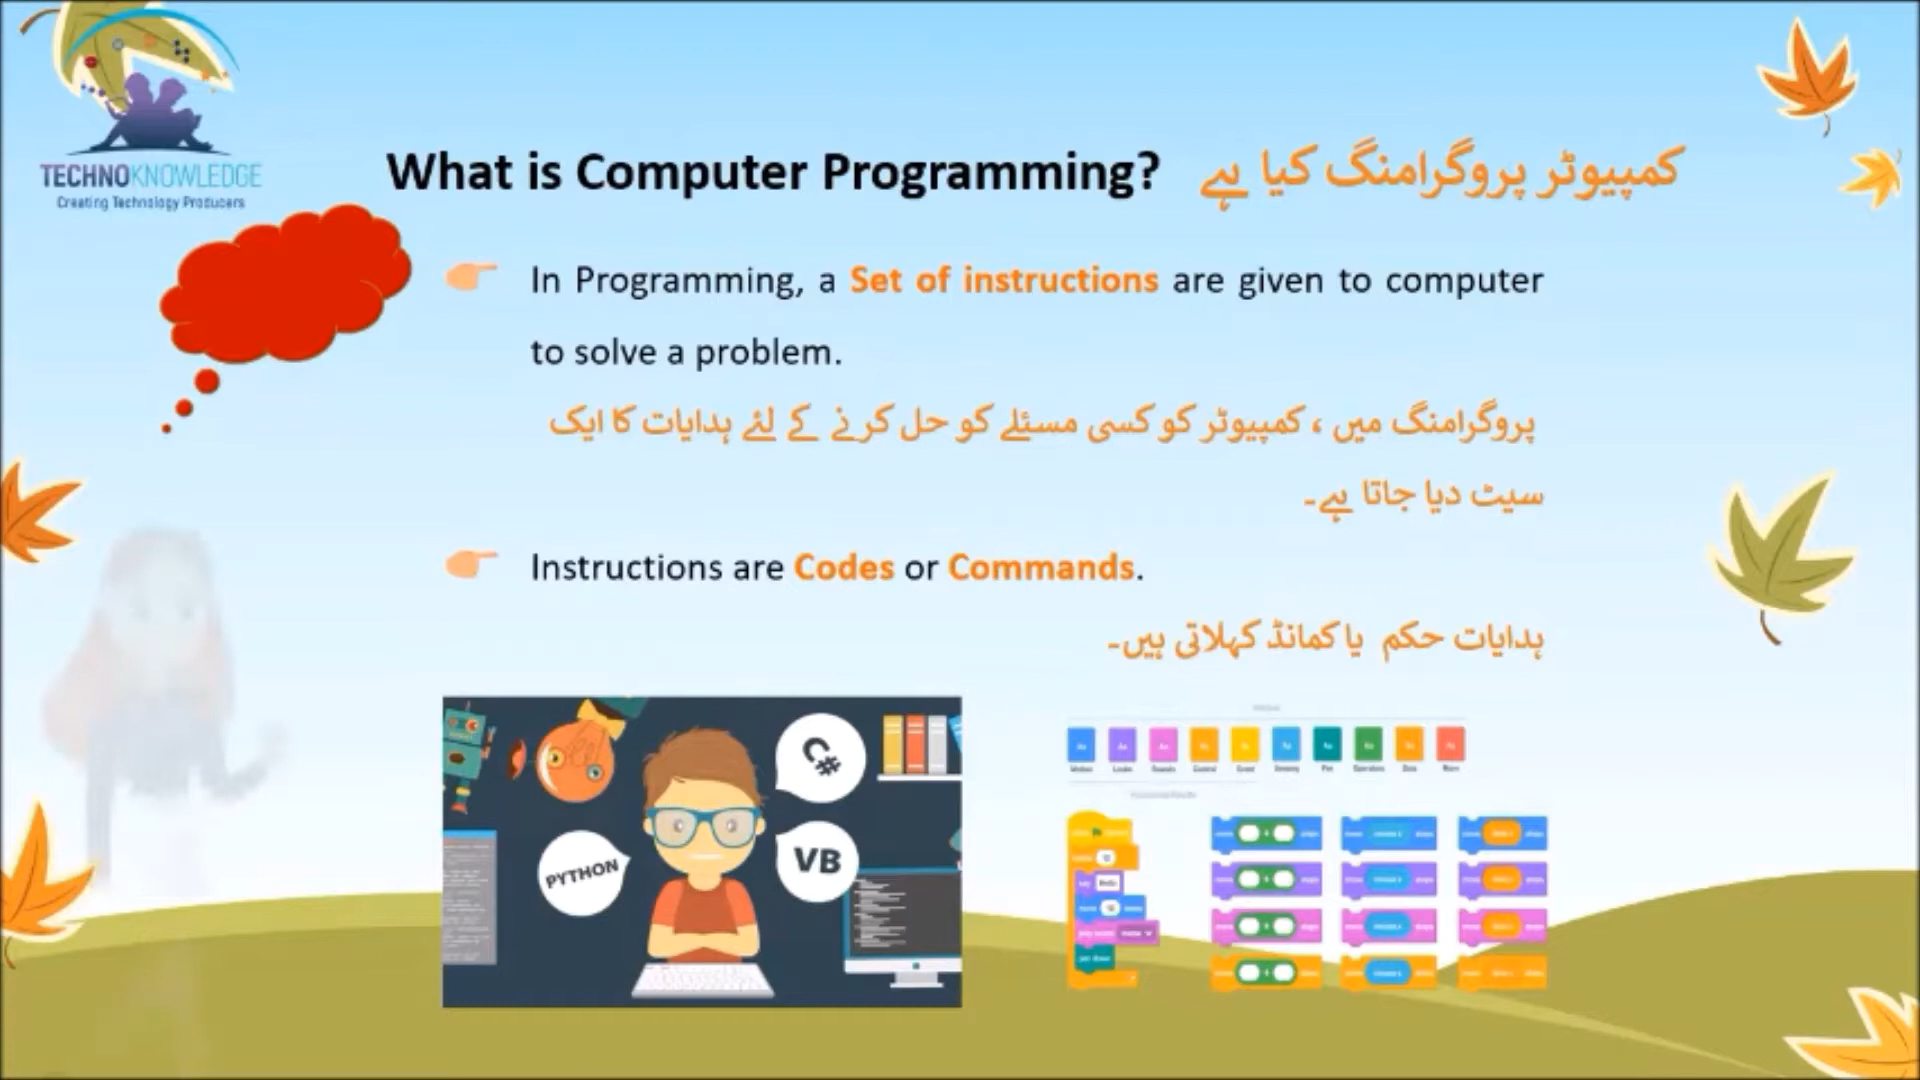 TECHNOKNOWLEDGE
Creating Technology Producers
What is Computer Programming? کمپیوٹر پروگرامنگ کیا ہے
In Programming, a Set of instructions are given to computer
to solve a problem.
پروگرامنگ میں ، کمپیوٹر کو کسی مسئلے کو حل کرنے کے لئے ہدایات کا ایک
سیٹ دیا جاتا ہے۔
Instructions are Codes or Commands.
ہدایات حکم یا کمانڈ کہلاتی ہیں۔
C#
PYTHON
VB